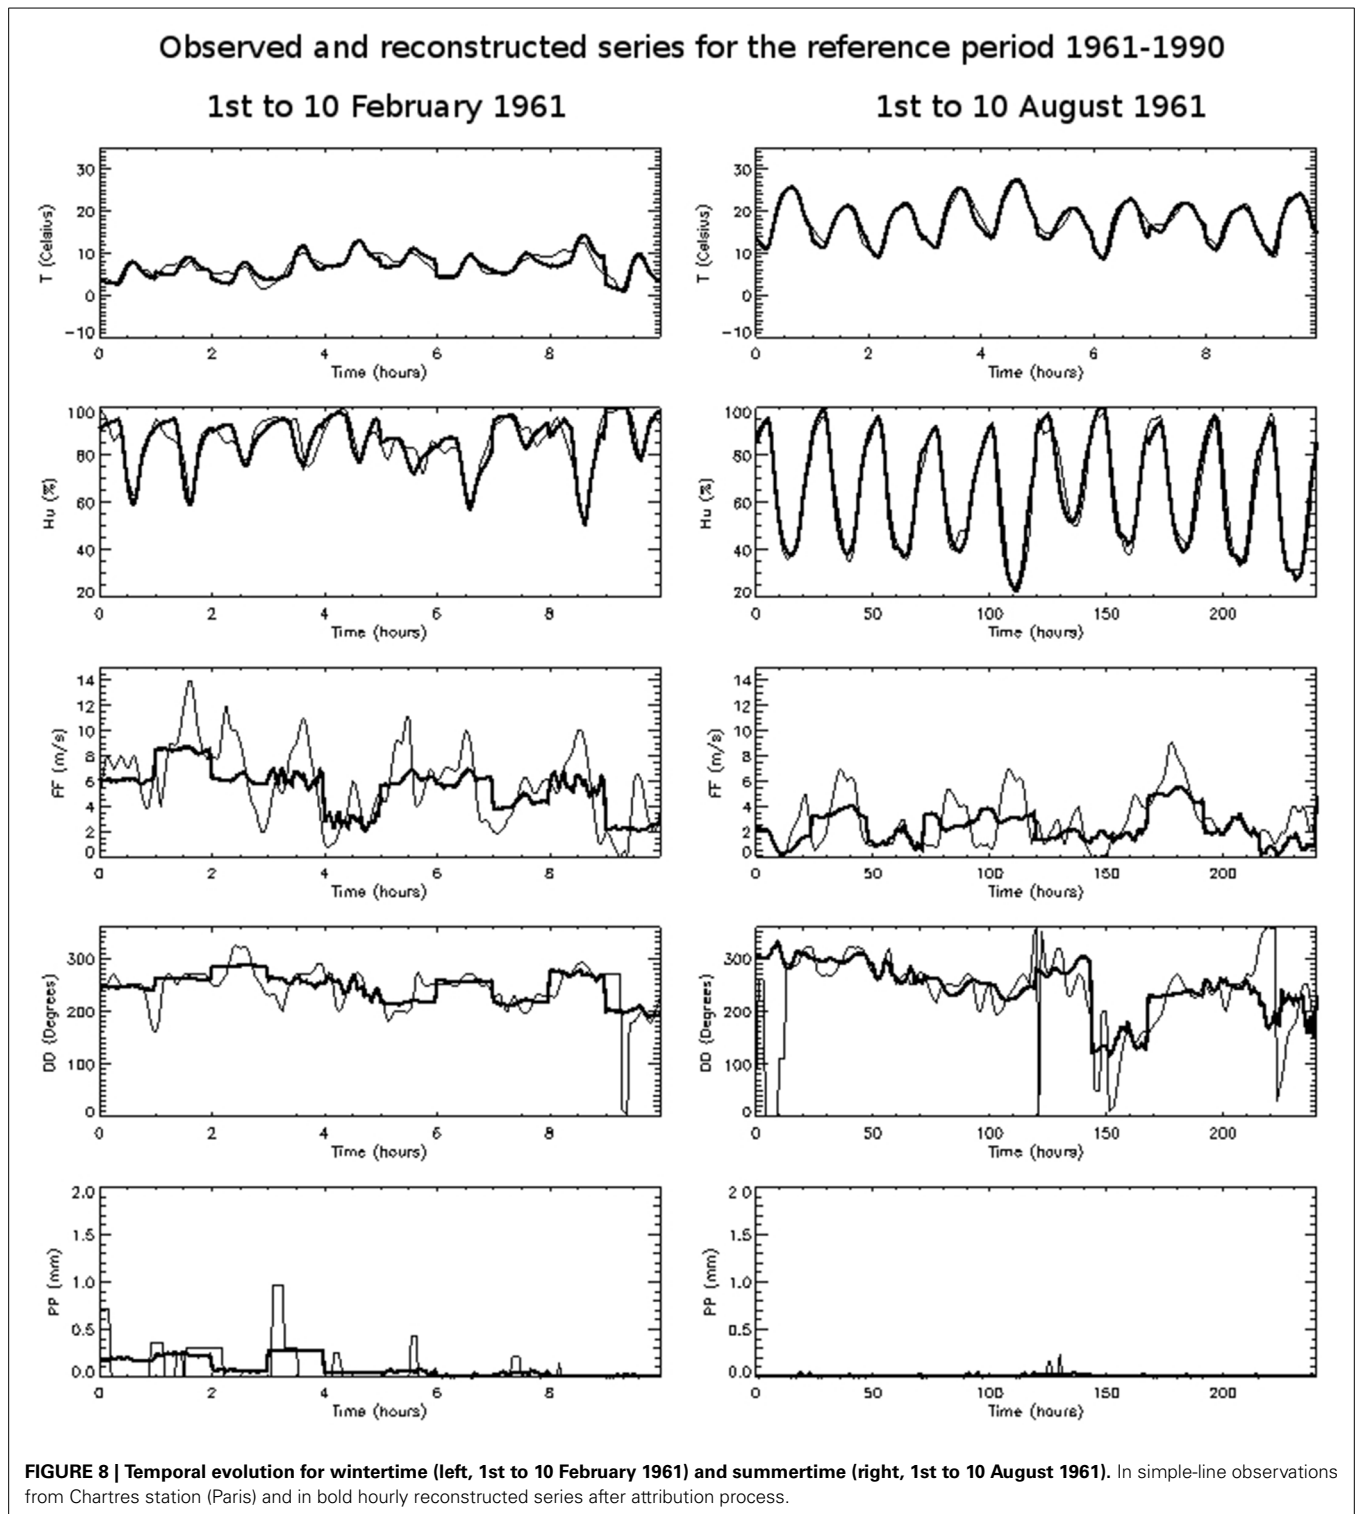 Observed and reconstructed series for the reference period 1961-1990
1st to 10 February 1961
1st to 10 August 1961
30
20
10
0
-10
T (Celsius)
0 2 4 6 8
Time (hours)
30
20
10
0
-10
T (Celsius)
0 2 4 6 8
Time (hours)
100
80
60
40
20
Hu (%)
0 2 4 6 8
Time (hours)
100
80
60
40
20
Hu (%)
0 50 100 150 200
Time (hours)
14
12
10
8
6
4
2
0
FF (m/s)
0 2 4 6 8
Time (hours)
14
12
10
8
6
4
2
0
FF (m/s)
0 50 100 150 200
Time (hours)
300
200
100
0
DD (Degrees)
0 2 4 6 8
Time (hours)
300
200
100
0
DD (Degrees)
0 50 100 150 200
Time (hours)
2.0
1.5
1.0
0.5
0.0
PP (mm)
0 2 4 6 8
Time (hours)
2 0
1.5
1.0
0.5
0.0
PP (mm)
0 50 100 150 200
Time (hours)
FIGURE 8 | Temporal evolution for wintertime (left, 1st to 10 February 1961) and summertime (right, 1st to 10 August 1961). In simple-line observations
from Chartres station (Paris) and in bold hourly reconstructed series after attribution process.